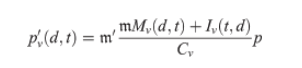 p′ᵥ(d, t) = m′ (mMᵥ(d, t) + Iᵥ(t, d)) / Cᵥ p